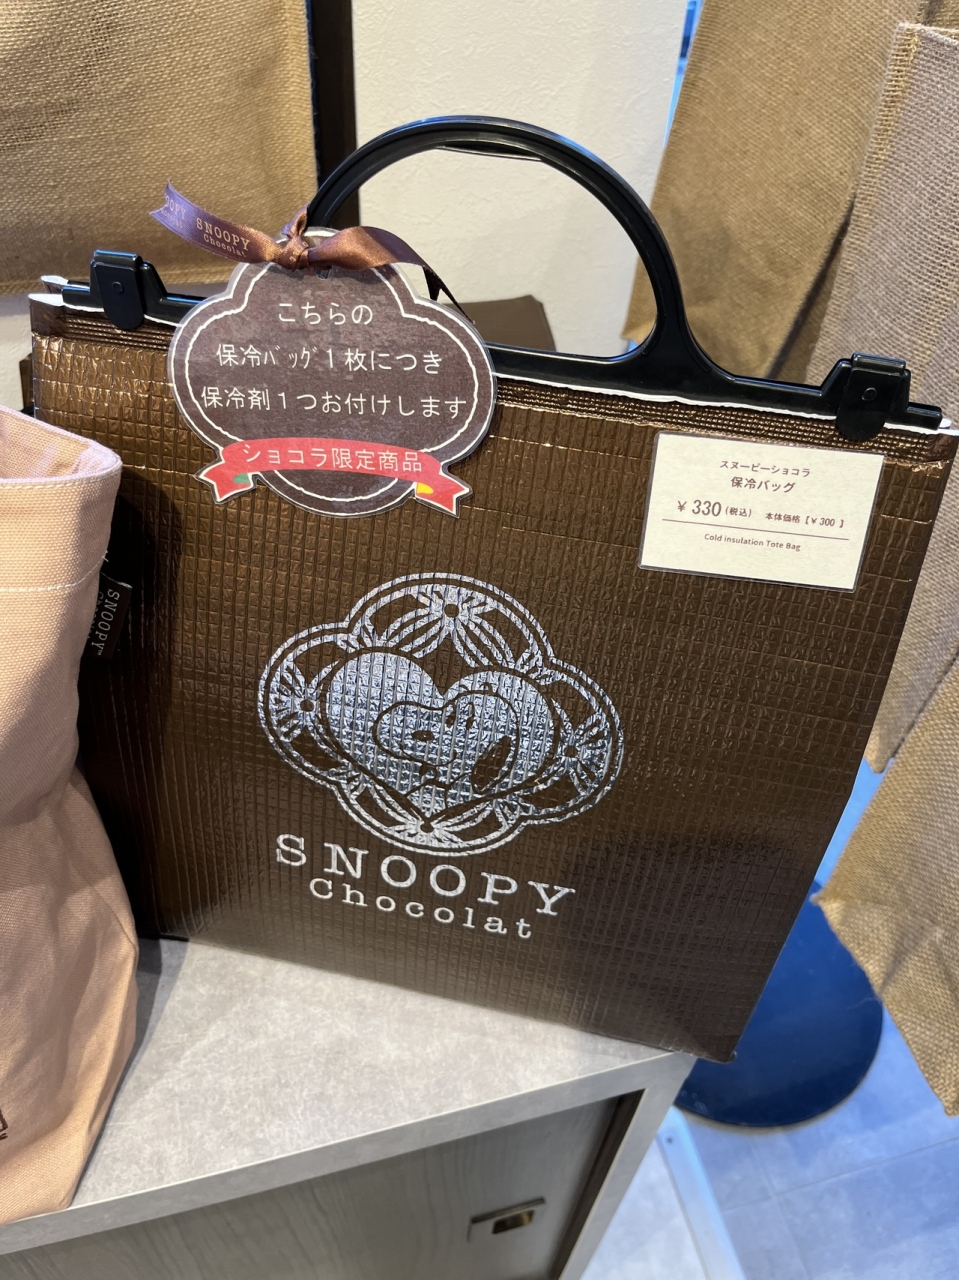 SNOOPY
Chocolat
こちらの
保冷ﾊﾞｯｸﾞ1枚につき
保冷剤1つお付けします
ショコラ限定商品
スヌーピーショコラ
保冷バッグ
¥330(税込) 本体価格【¥300】
Cold insulation Tote Bag
SNOOPY
Chocolat
SNOOPY™